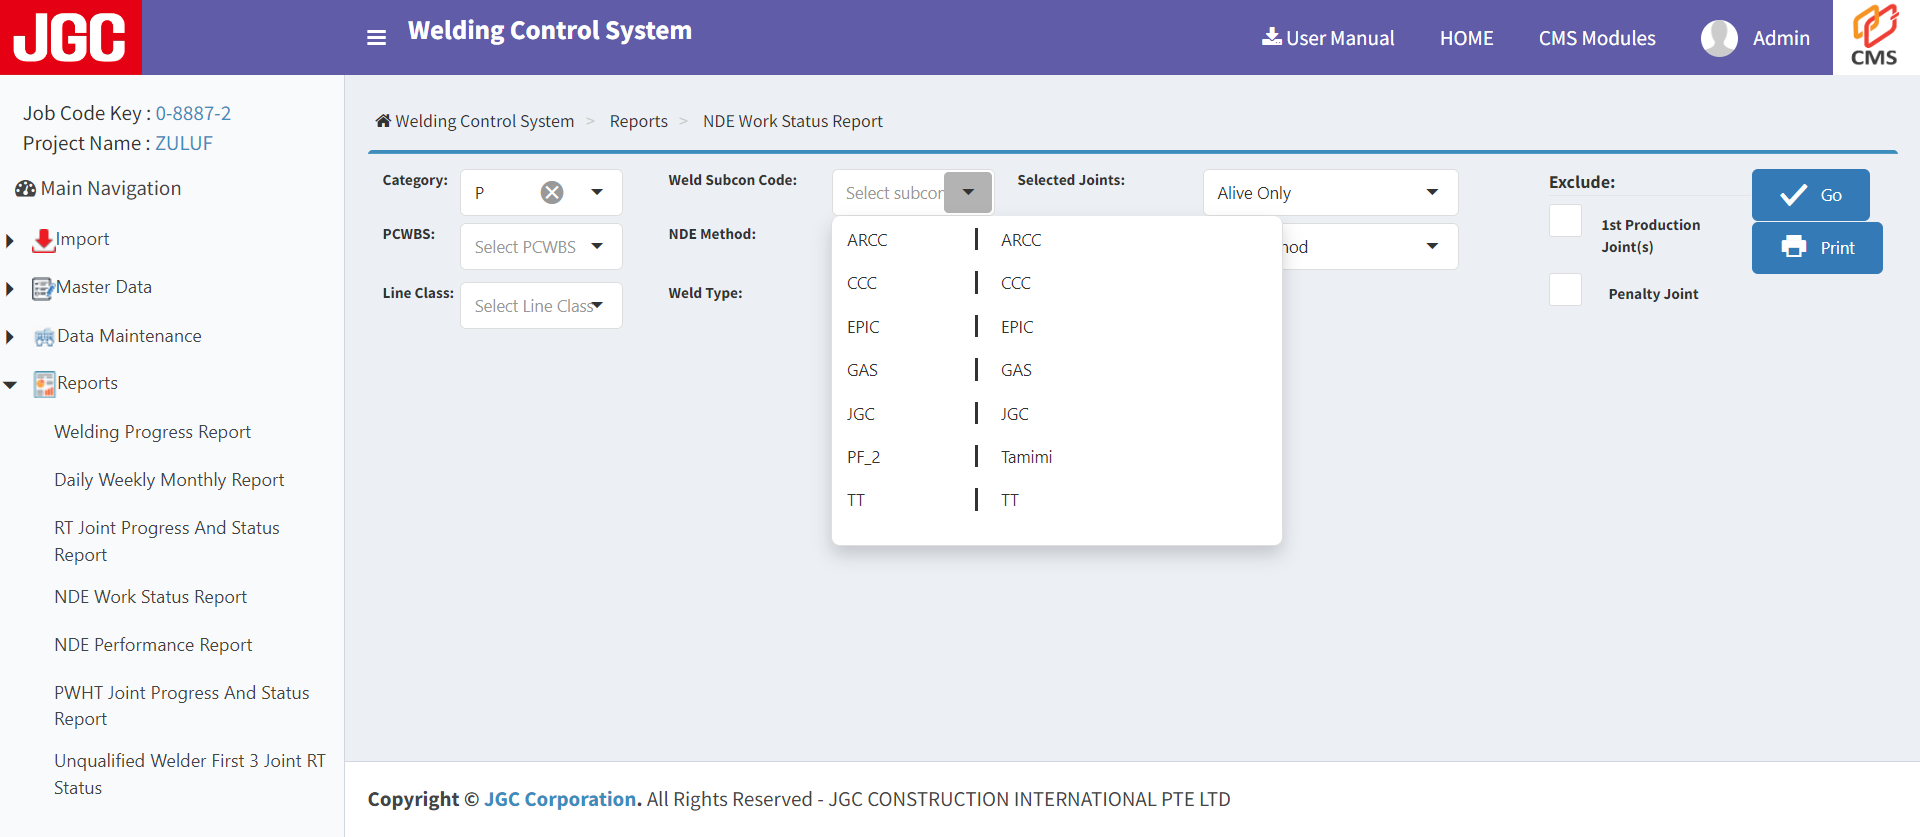 JGC
Welding Control System
User Manual
HOME
CMS Modules
Admin
CMS
Job Code Key : 0-8887-2
Project Name : ZULUF
Main Navigation
Import
Master Data
Data Maintenance
Reports
Welding Progress Report
Daily Weekly Monthly Report
RT Joint Progress And Status
Report
NDE Work Status Report
NDE Performance Report
PWHT Joint Progress And Status
Report
Unqualified Welder First 3 Joint RT
Status
Welding Control System > Reports > NDE Work Status Report
Category:
P
Weld Subcon Code:
Select subcon
Selected Joints:
Alive Only
Exclude:
Go
PCWBS:
Select PCWBS
NDE Method:
1st Production
Joint(s)
Print
Line Class:
Select Line Class
Weld Type:
Penalty Joint
ARCC | ARCC
CCC | CCC
EPIC | EPIC
GAS | GAS
JGC | JGC
PF_2 | Tamimi
TT | TT
Copyright © JGC Corporation. All Rights Reserved - JGC CONSTRUCTION INTERNATIONAL PTE LTD